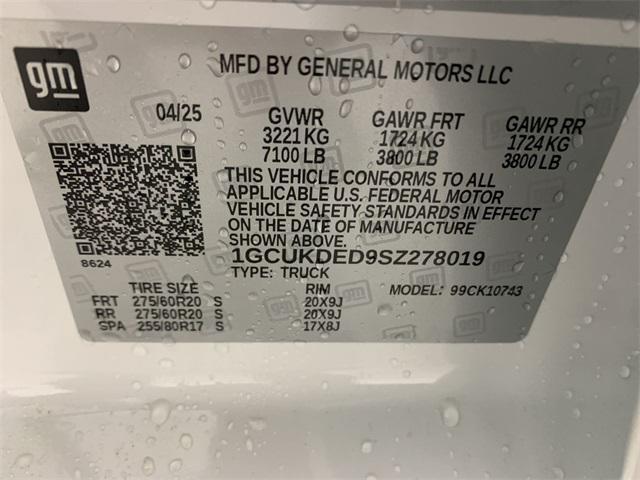 gm
MFD BY GENERAL MOTORS LLC
04/25 GVWR GAWR FRT GAWR RR
3221 KG 1724 KG 1724 KG
7100 LB 3800 LB 3800 LB
THIS VEHICLE CONFORMS TO ALL
APPLICABLE U.S. FEDERAL MOTOR
VEHICLE SAFETY STANDARDS IN EFFECT
ON THE DATE OF MANUFACTURE
SHOWN ABOVE.
8624
1GCUKDED9SZ278019
TYPE: TRUCK
TIRE SIZE RIM MODEL: 99CK10743
FRT 275/60R20 S 20X9J
RR 275/60R20 S 20X9J
SPA 255/80R17 S 17X8J